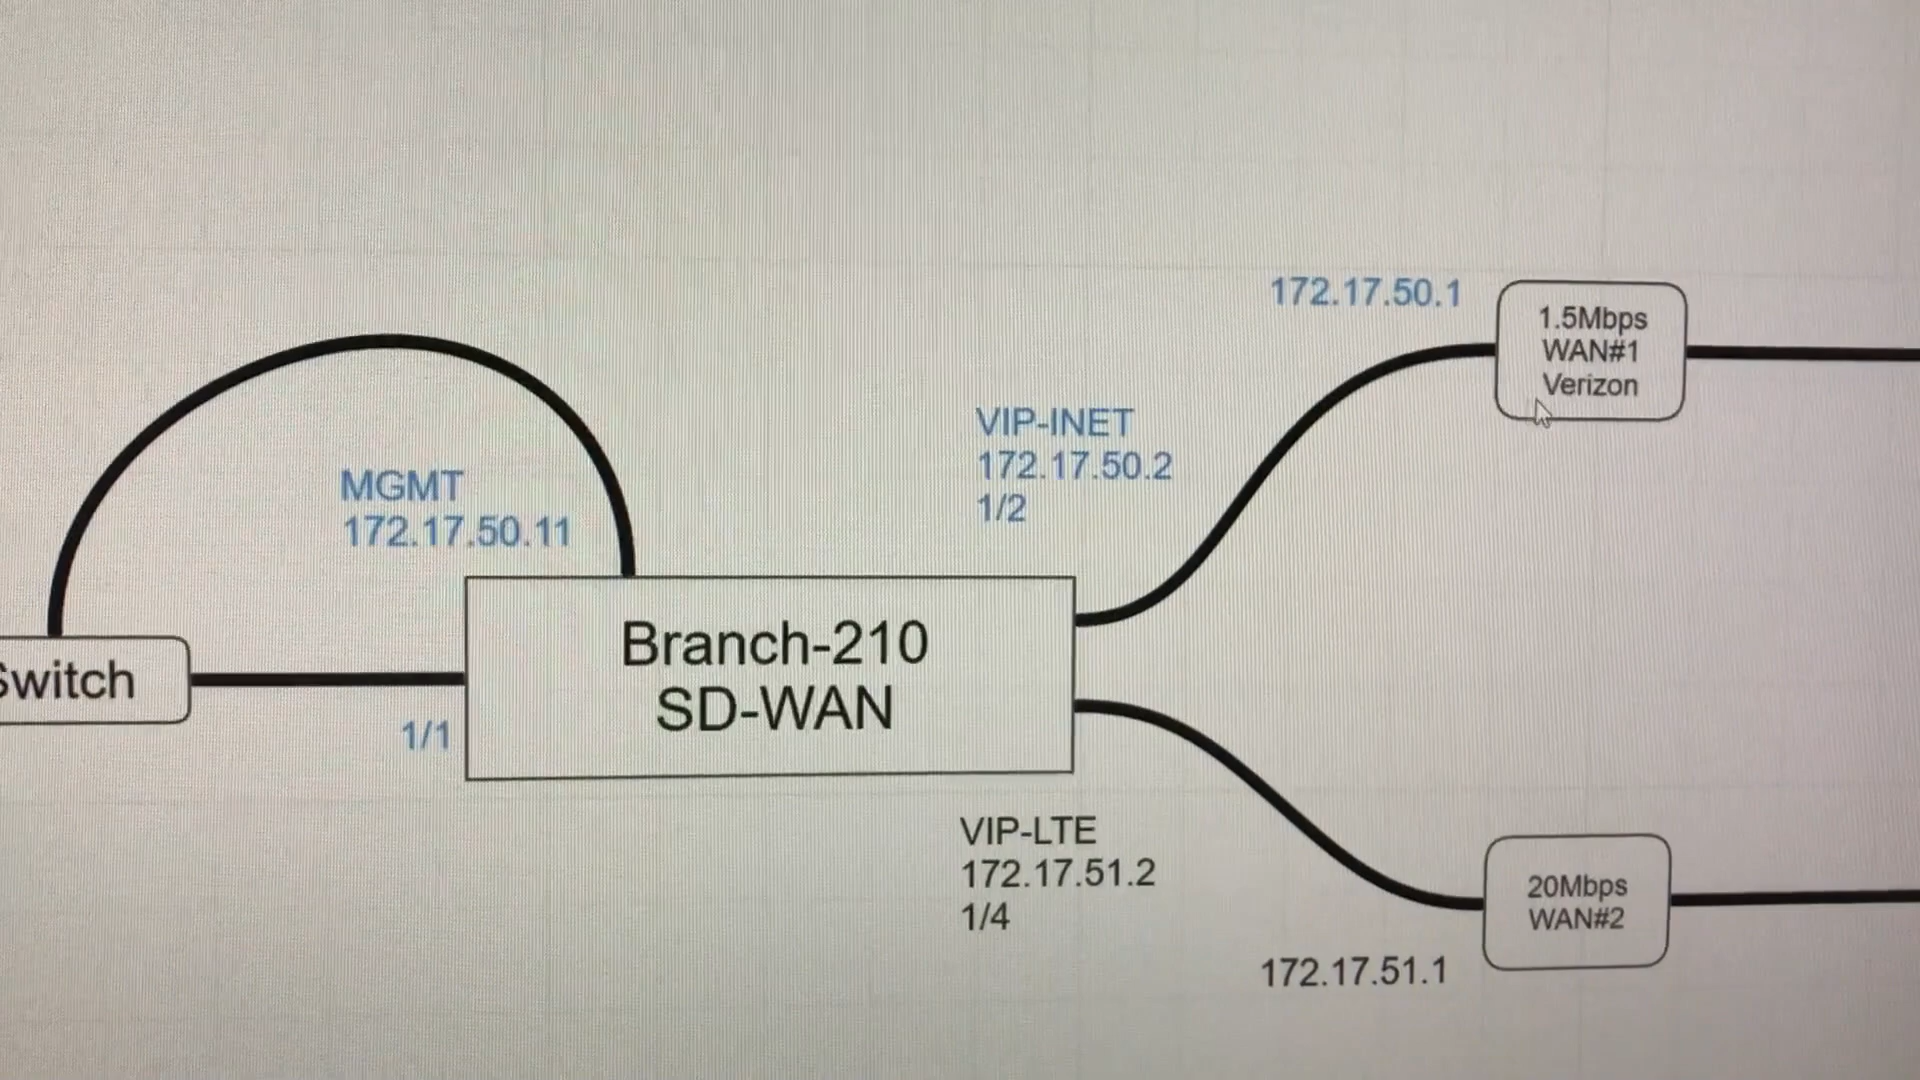 172.17.50.1
1.5Mbps
WAN#1
Verizon
VIP-INET
172.17.50.2
1/2
MGMT
172.17.50.11
Switch
1/1
Branch-210
SD-WAN
VIP-LTE
172.17.51.2
1/4
20Mbps
WAN#2
172.17.51.1